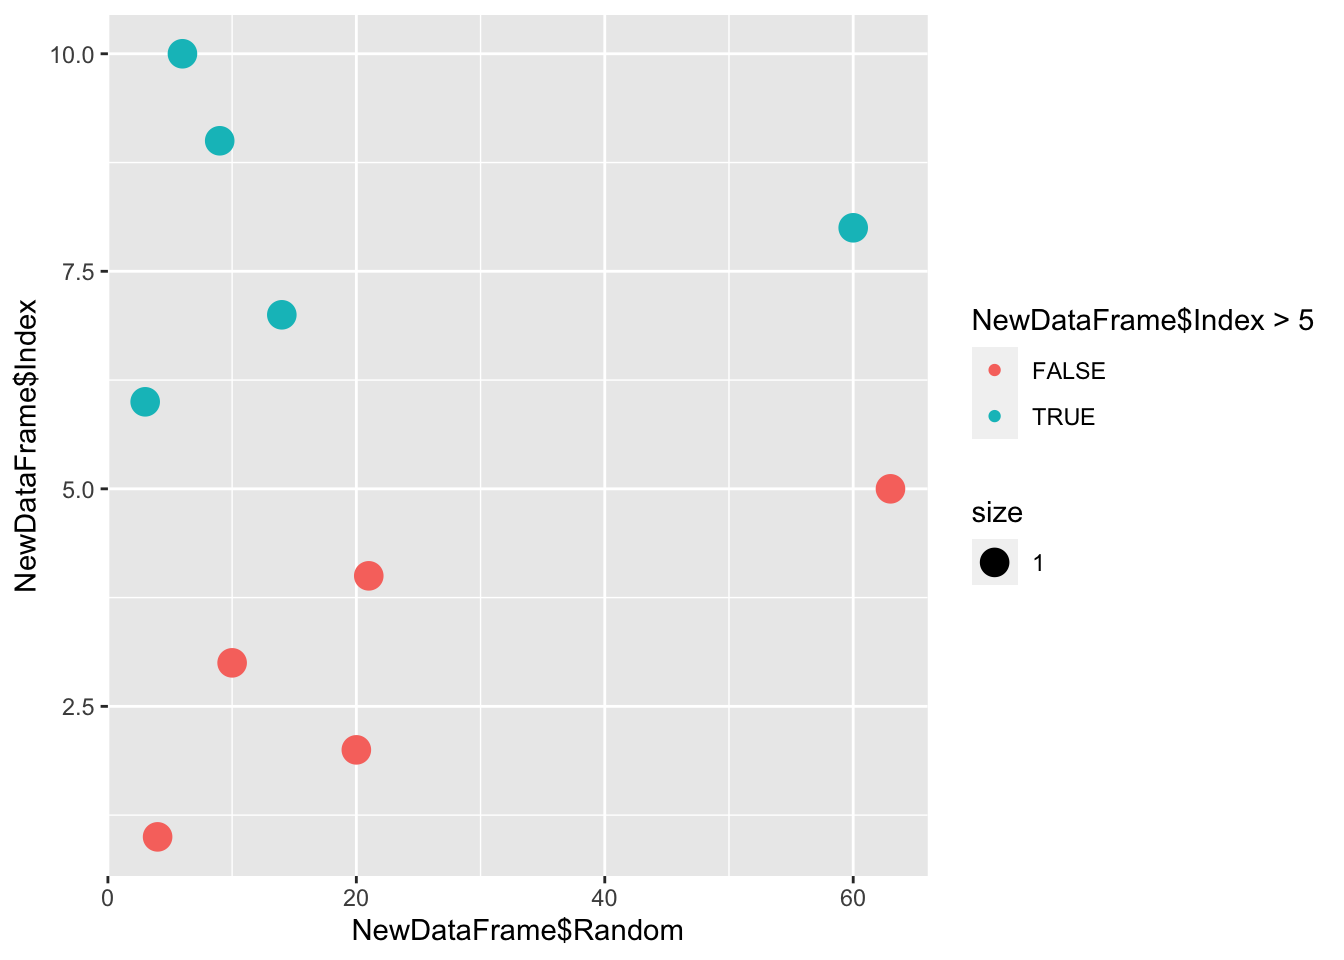 10.0
7.5
5.0
2.5
NewDataFrame$Index
0 20 40 60
NewDataFrame$Random
NewDataFrame$Index > 5
FALSE
TRUE
size
1